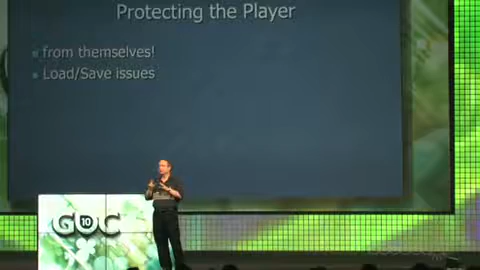 Protecting the Player
from themselves!
Load/Save issues
GDC
10